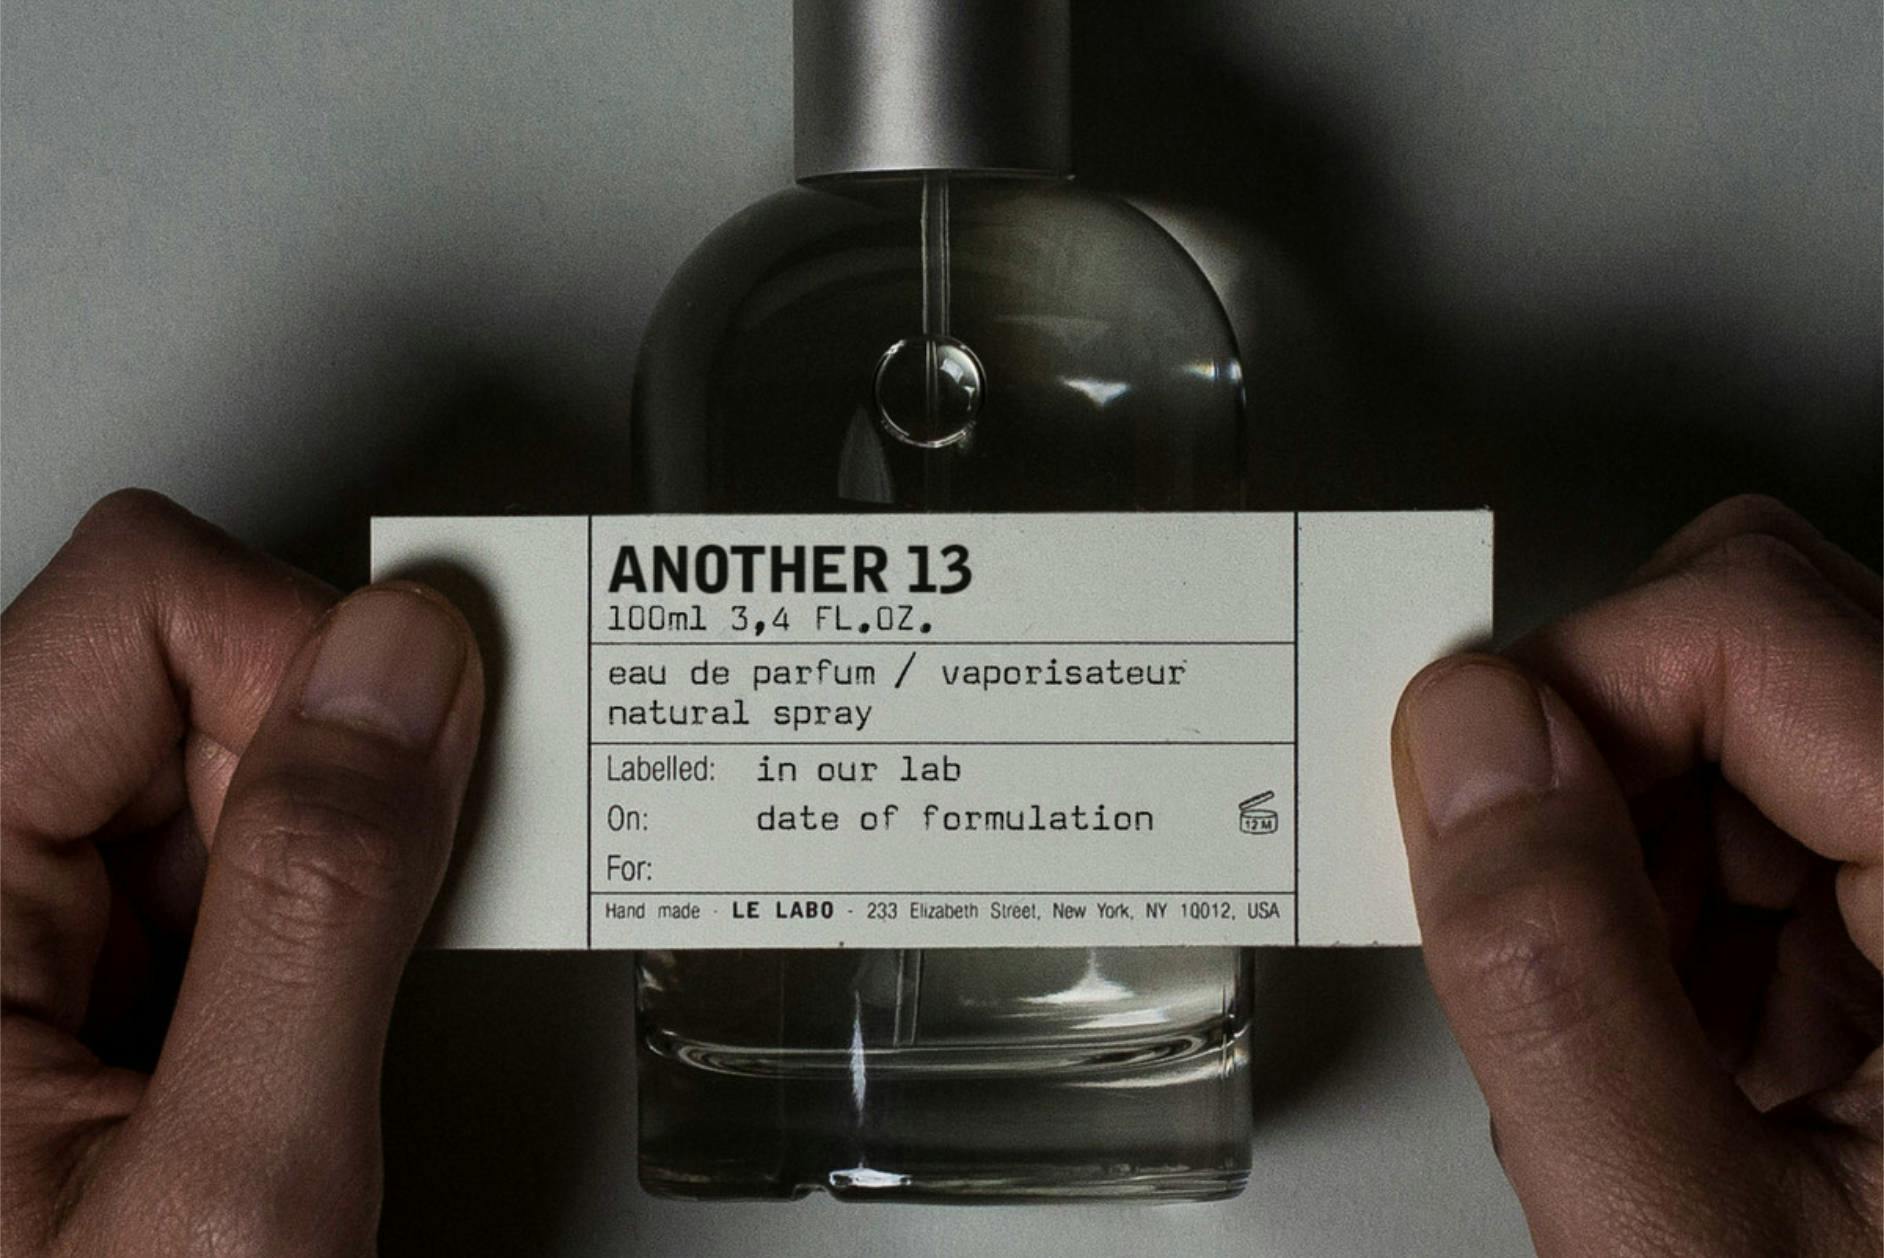 ANOTHER 13
100ml 3,4 FL.OZ.
eau de parfum / vaporisateur
natural spray
Labelled: in our lab
On: date of formulation
12 M
For:
Hand made - LE LABO - 233 Elizabeth Street, New York, NY 10012, USA